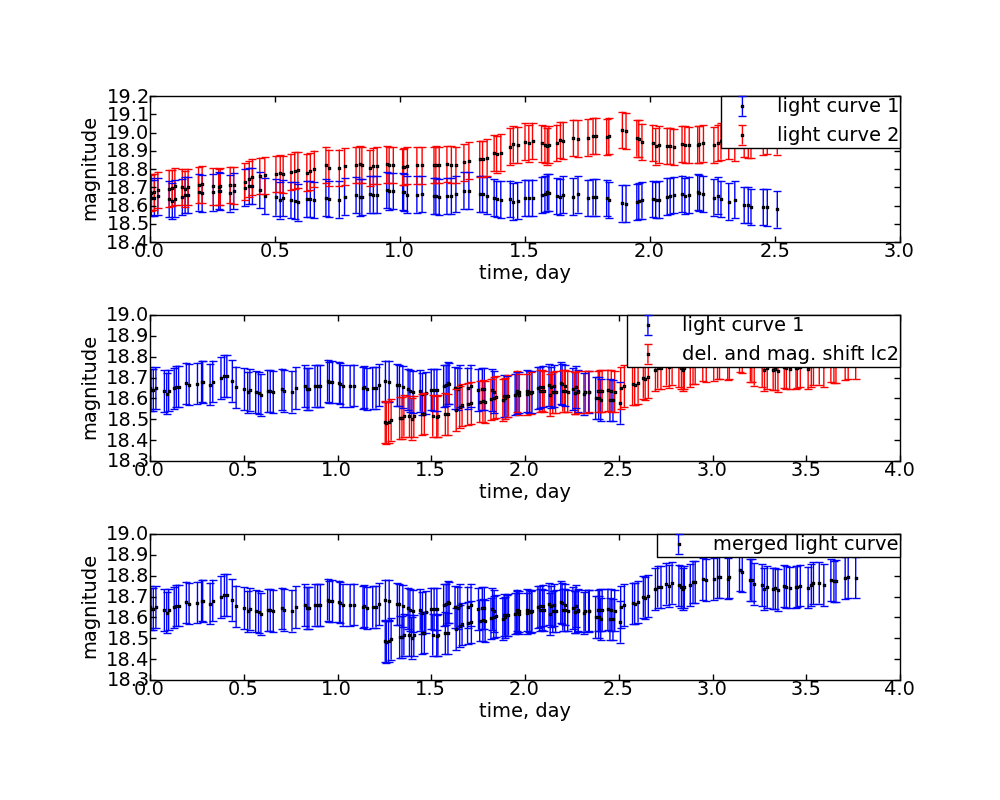 19.2
19.1
19.0
18.9
18.8
18.7
18.6
18.5
18.4
magnitude
light curve 1
light curve 2
0.0 0.5 1.0 1.5 2.0 2.5 3.0
time, day
19.0
18.9
18.8
18.7
18.6
18.5
18.4
18.3
magnitude
light curve 1
del. and mag. shift lc2
0.0 0.5 1.0 1.5 2.0 2.5 3.0 3.5 4.0
time, day
19.0
18.9
18.8
18.7
18.6
18.5
18.4
18.3
magnitude
merged light curve
0.0 0.5 1.0 1.5 2.0 2.5 3.0 3.5 4.0
time, day